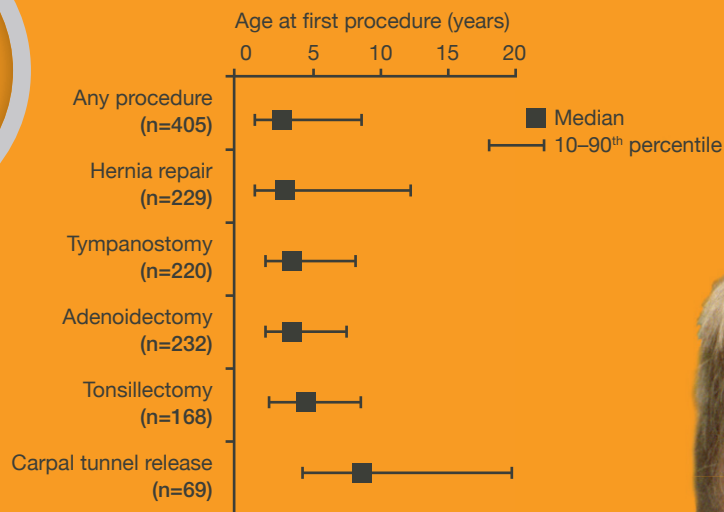 Age at first procedure (years)
0 5 10 15 20
Any procedure
(n=405)
Median
10–90th percentile
Hernia repair
(n=229)
Tympanostomy
(n=220)
Adenoidectomy
(n=232)
Tonsillectomy
(n=168)
Carpal tunnel release
(n=69)